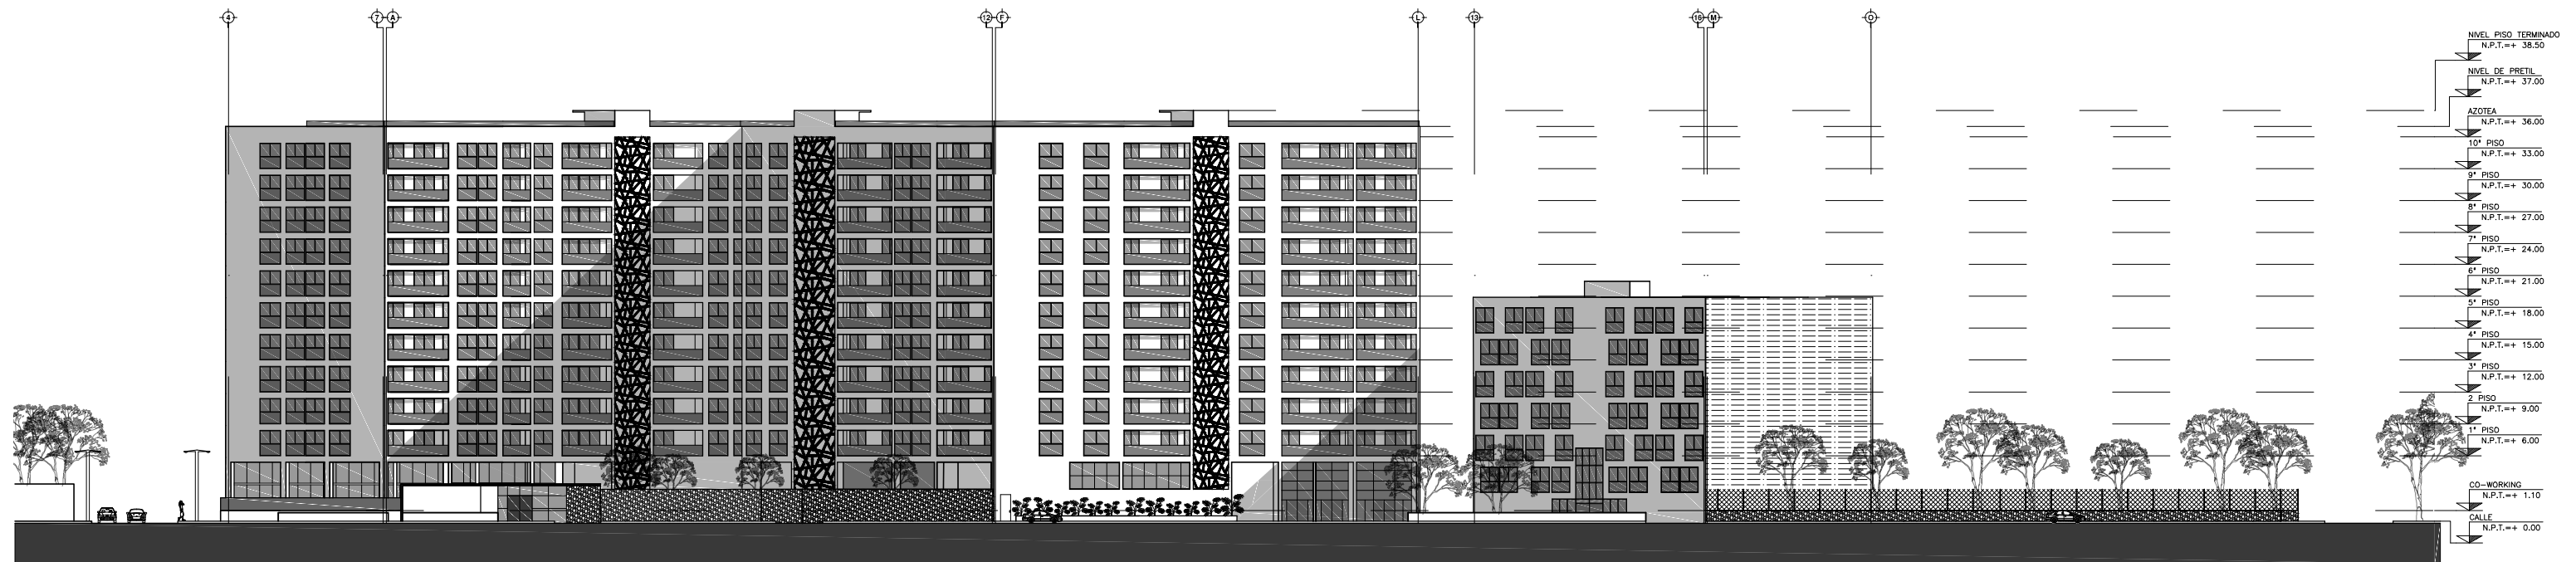 4
7 A
12 F
L
13
16 M
O
NIVEL PISO TERMINADO
N.P.T.=+ 38.50
NIVEL DE PRETIL
N.P.T.=+ 37.00
AZOTEA
N.P.T.=+ 36.00
10° PISO
N.P.T.=+ 33.00
9° PISO
N.P.T.=+ 30.00
8° PISO
N.P.T.=+ 27.00
7° PISO
N.P.T.=+ 24.00
6° PISO
N.P.T.=+ 21.00
5° PISO
N.P.T.=+ 18.00
4° PISO
N.P.T.=+ 15.00
3° PISO
N.P.T.=+ 12.00
2 PISO
N.P.T.=+ 9.00
1° PISO
N.P.T.=+ 6.00
CO-WORKING
N.P.T.=+ 1.10
CALLE
N.P.T.=+ 0.00